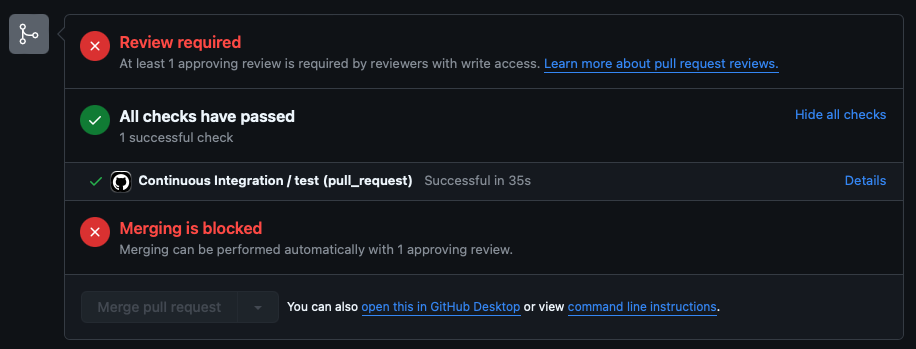 Review required
At least 1 approving review is required by reviewers with write access. Learn more about pull request reviews.
All checks have passed
Hide all checks
1 successful check
Continuous Integration / test (pull_request) Successful in 35s
Details
Merging is blocked
Merging can be performed automatically with 1 approving review.
Merge pull request
You can also open this in GitHub Desktop or view command line instructions.